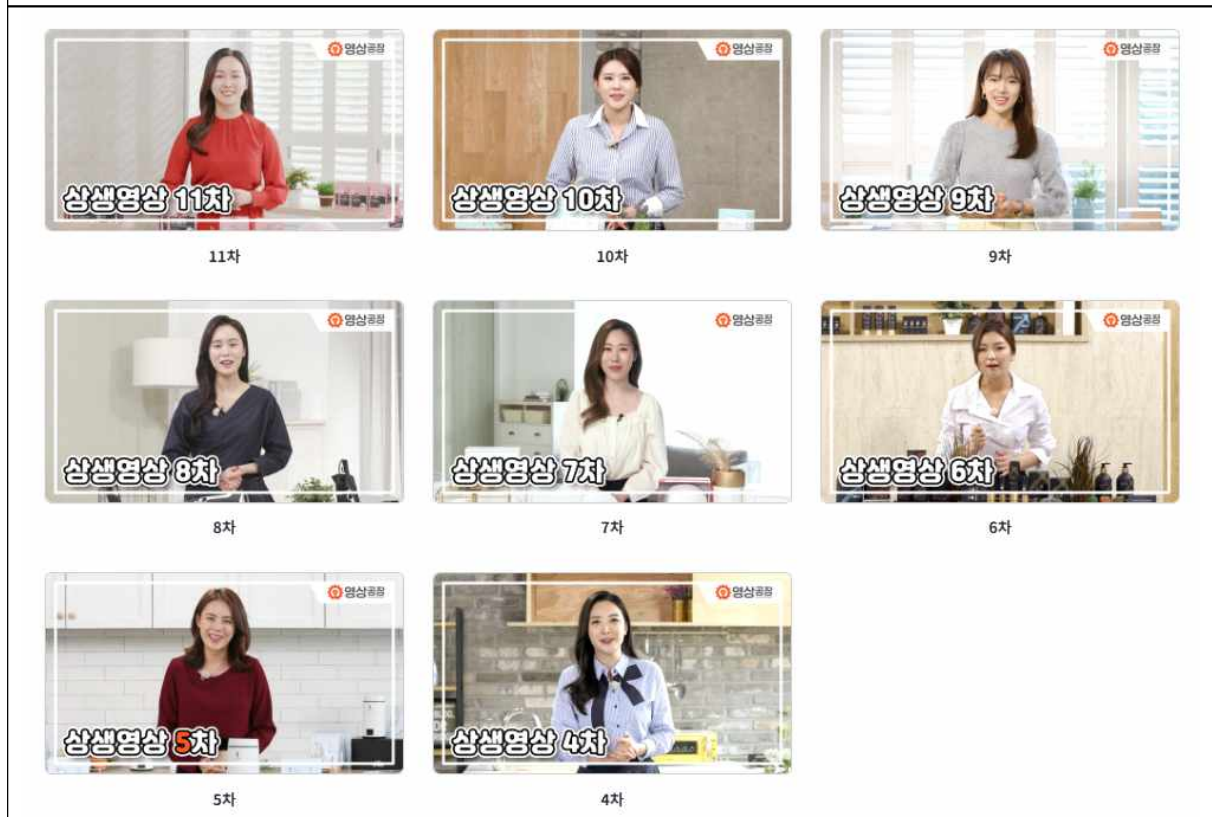 영상공장
상생영상 11차
11차
영상공장
상생영상 10차
10차
영상공장
상생영상 9차
9차
영상공장
상생영상 8차
8차
영상공장
상생영상 7차
7차
영상공장
상생영상 6차
6차
영상공장
상생영상 5차
5차
영상공장
상생영상 4차
4차